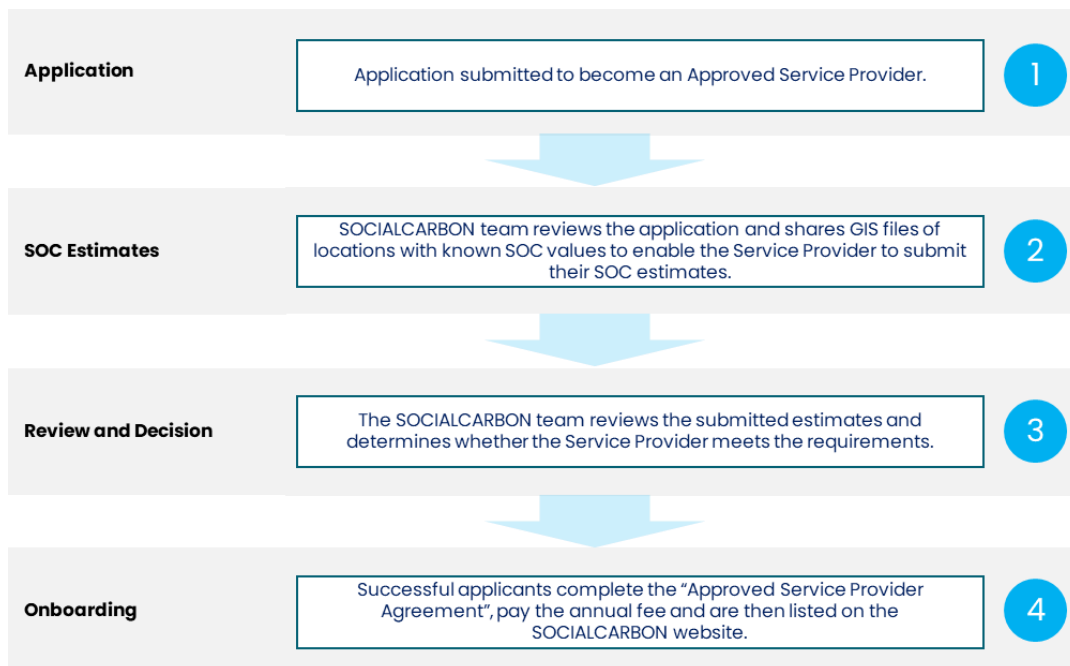 Application
Application submitted to become an Approved Service Provider.
1
SOC Estimates
SOCIALCARBON team reviews the application and shares GIS files of
locations with known SOC values to enable the Service Provider to submit
their SOC estimates.
2
Review and Decision
The SOCIALCARBON team reviews the submitted estimates and
determines whether the Service Provider meets the requirements.
3
Onboarding
Successful applicants complete the “Approved Service Provider
Agreement”, pay the annual fee and are then listed on the
SOCIALCARBON website.
4